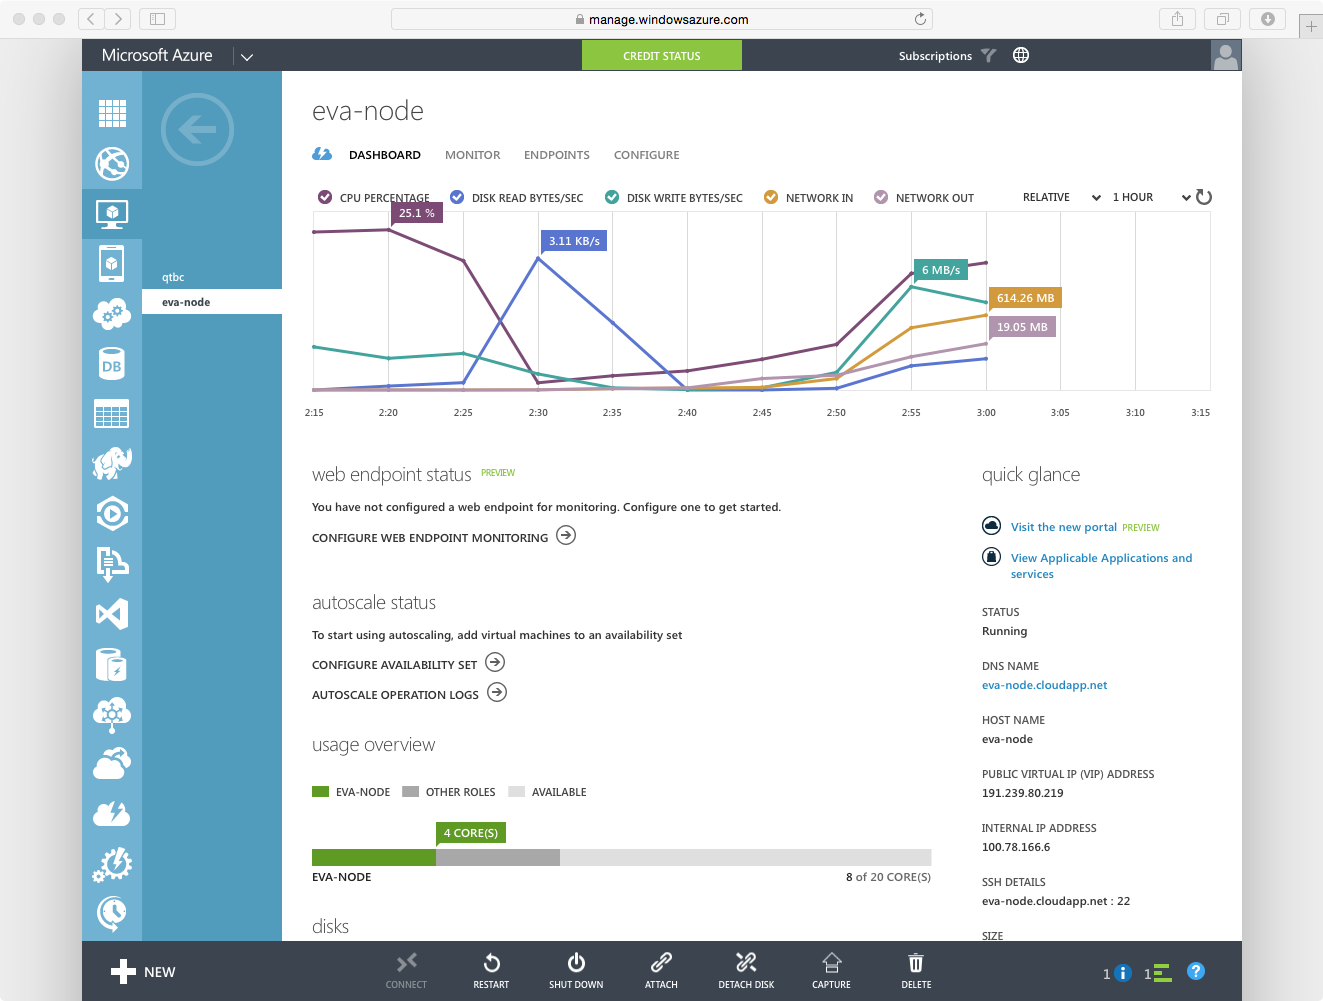 manage.windowsazure.com
Microsoft Azure
CREDIT STATUS
Subscriptions
eva-node
DASHBOARD MONITOR ENDPOINTS CONFIGURE
CPU PERCENTAGE DISK READ BYTES/SEC DISK WRITE BYTES/SEC NETWORK IN NETWORK OUT RELATIVE 1 HOUR
25.1 %
3.11 KB/s
6 MB/s
614.26 MB
19.05 MB
2:15 2:20 2:25 2:30 2:35 2:40 2:45 2:50 2:55 3:00 3:05 3:10 3:15
qtbc
eva-node
DB
web endpoint status PREVIEW
You have not configured a web endpoint for monitoring. Configure one to get started.
CONFIGURE WEB ENDPOINT MONITORING
autoscale status
To start using autoscaling, add virtual machines to an availability set
CONFIGURE AVAILABILITY SET
AUTOSCALE OPERATION LOGS
usage overview
EVA-NODE OTHER ROLES AVAILABLE
4 CORE(S)
EVA-NODE 8 of 20 CORE(S)
disks
quick glance
Visit the new portal PREVIEW
View Applicable Applications and
services
STATUS
Running
DNS NAME
eva-node.cloudapp.net
HOST NAME
eva-node
PUBLIC VIRTUAL IP (VIP) ADDRESS
191.239.80.219
INTERNAL IP ADDRESS
100.78.166.6
SSH DETAILS
eva-node.cloudapp.net : 22
SIZE
NEW
CONNECT RESTART SHUT DOWN ATTACH DETACH DISK CAPTURE DELETE
1 i 1 ?